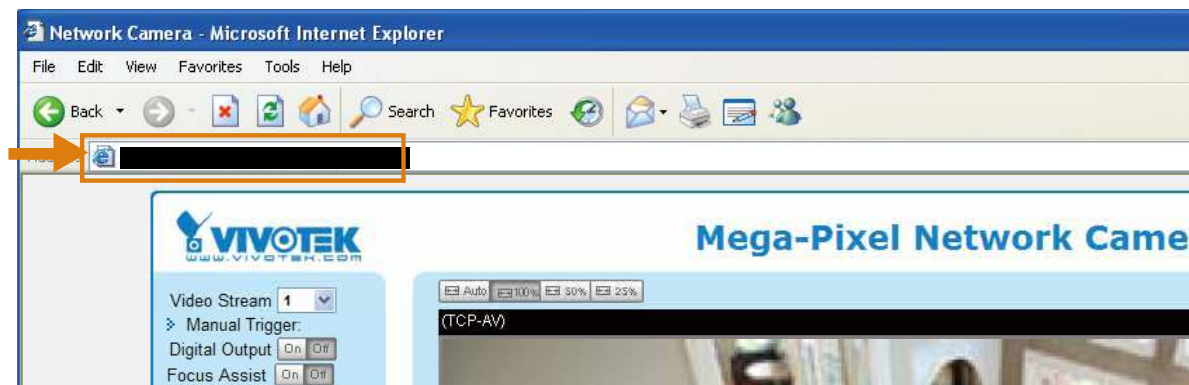 Network Camera - Microsoft Internet Explorer
File Edit View Favorites Tools Help
Back Search Favorites
VIVOTEK
www.vivotek.com
Mega-Pixel Network Came
Auto 100% 50% 25%
Video Stream 1
(TCP-AV)
Manual Trigger:
Digital Output On Off
Focus Assist On Off